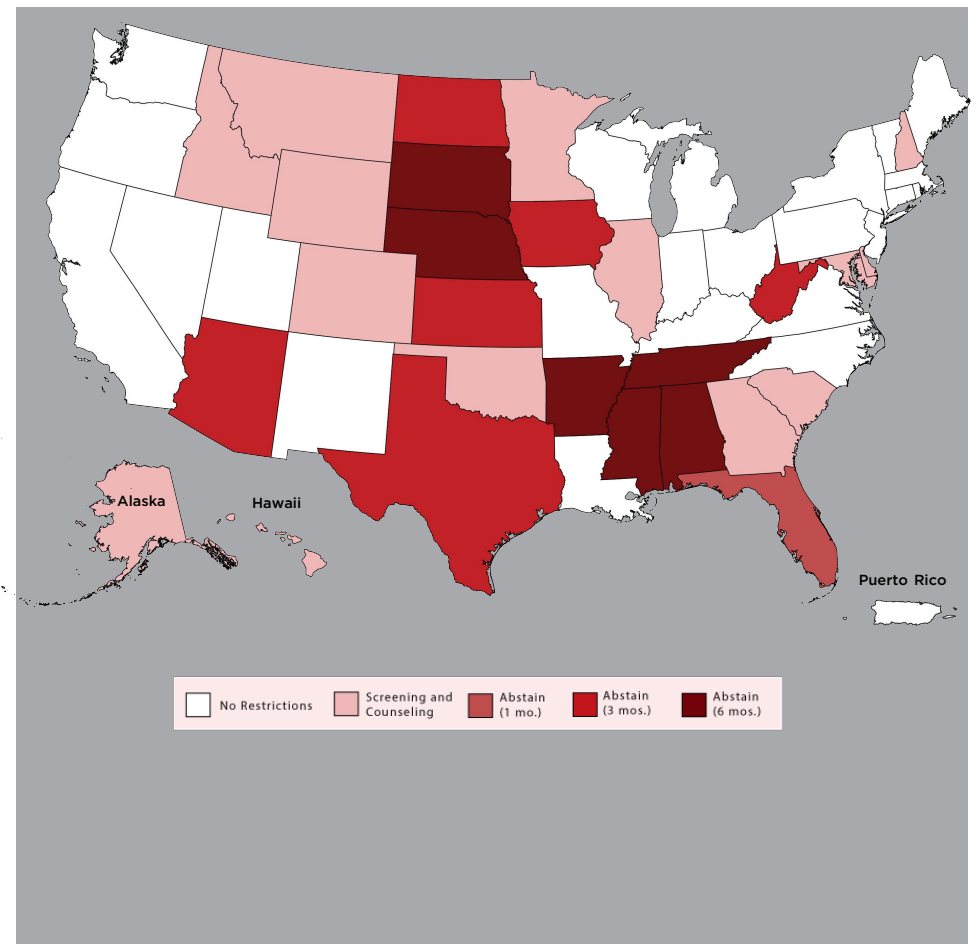 Alaska
Hawaii
Puerto Rico
No Restrictions
Screening and
Counseling
Abstain
(1 mo.)
Abstain
(3 mos.)
Abstain
(6 mos.)